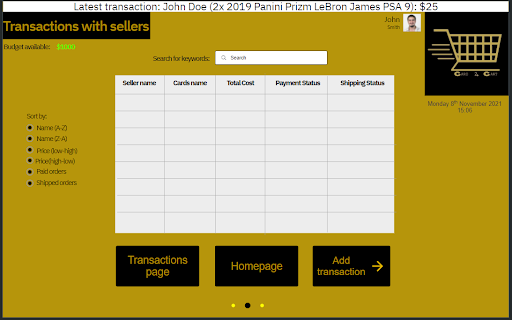 Latest transaction: John Doe (2x 2019 Panini Prizm LeBron James PSA 9): $25
Transactions with sellers
John
Smith
Budget available: $1000
Search for keywords: Search
Seller name Cards name Total Cost Payment Status Shipping Status
Card 2 Cart
Monday 8th November 2021
15:06
Sort by:
Name (A-Z)
Name (Z-A)
Price (low-high)
Price(high-low)
Paid orders
Shipped orders
Transactions
page
Homepage
Add
transaction